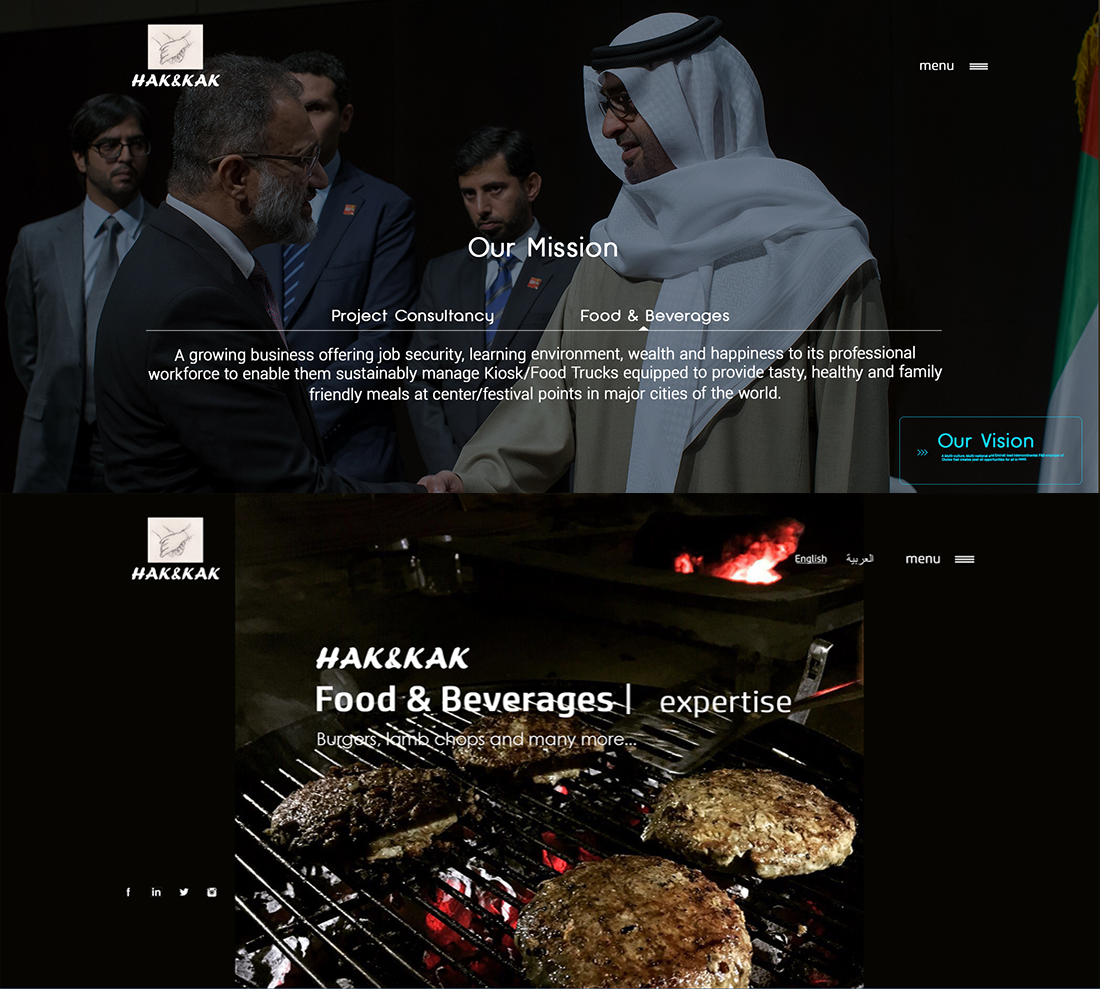 HAK&KAK
menu
Our Mission
Project Consultancy
Food & Beverages
A growing business offering job security, learning environment, wealth and happiness to its professional
workforce to enable them sustainably manage Kiosk/Food Trucks equipped to provide tasty, healthy and family
friendly meals at center/festival points in major cities of the world.
Our Vision
HAK&KAK
English
العربية
menu
HAK&KAK
Food & Beverages | expertise
Burgers, lamb chops and many more...